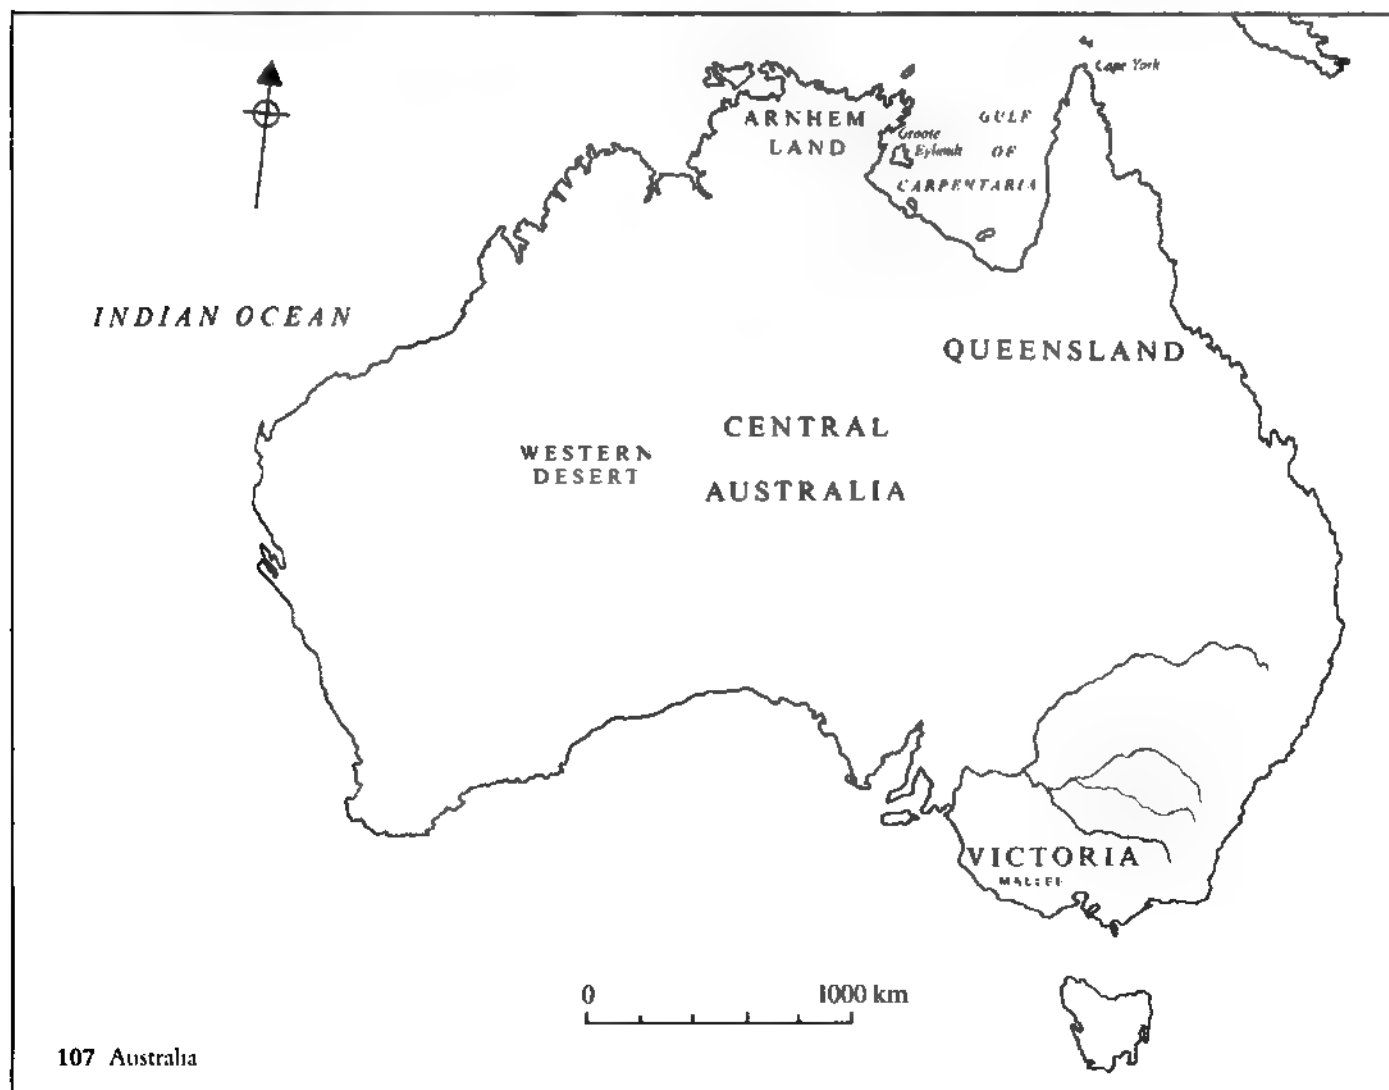 Cape York
ARNHEM
LAND
GULF
OF
CARPENTARIA
Groote
Eylandt
INDIAN OCEAN
QUEENSLAND
CENTRAL
AUSTRALIA
WESTERN
DESERT
VICTORIA
MALLEE
0 1000 km
107 Australia